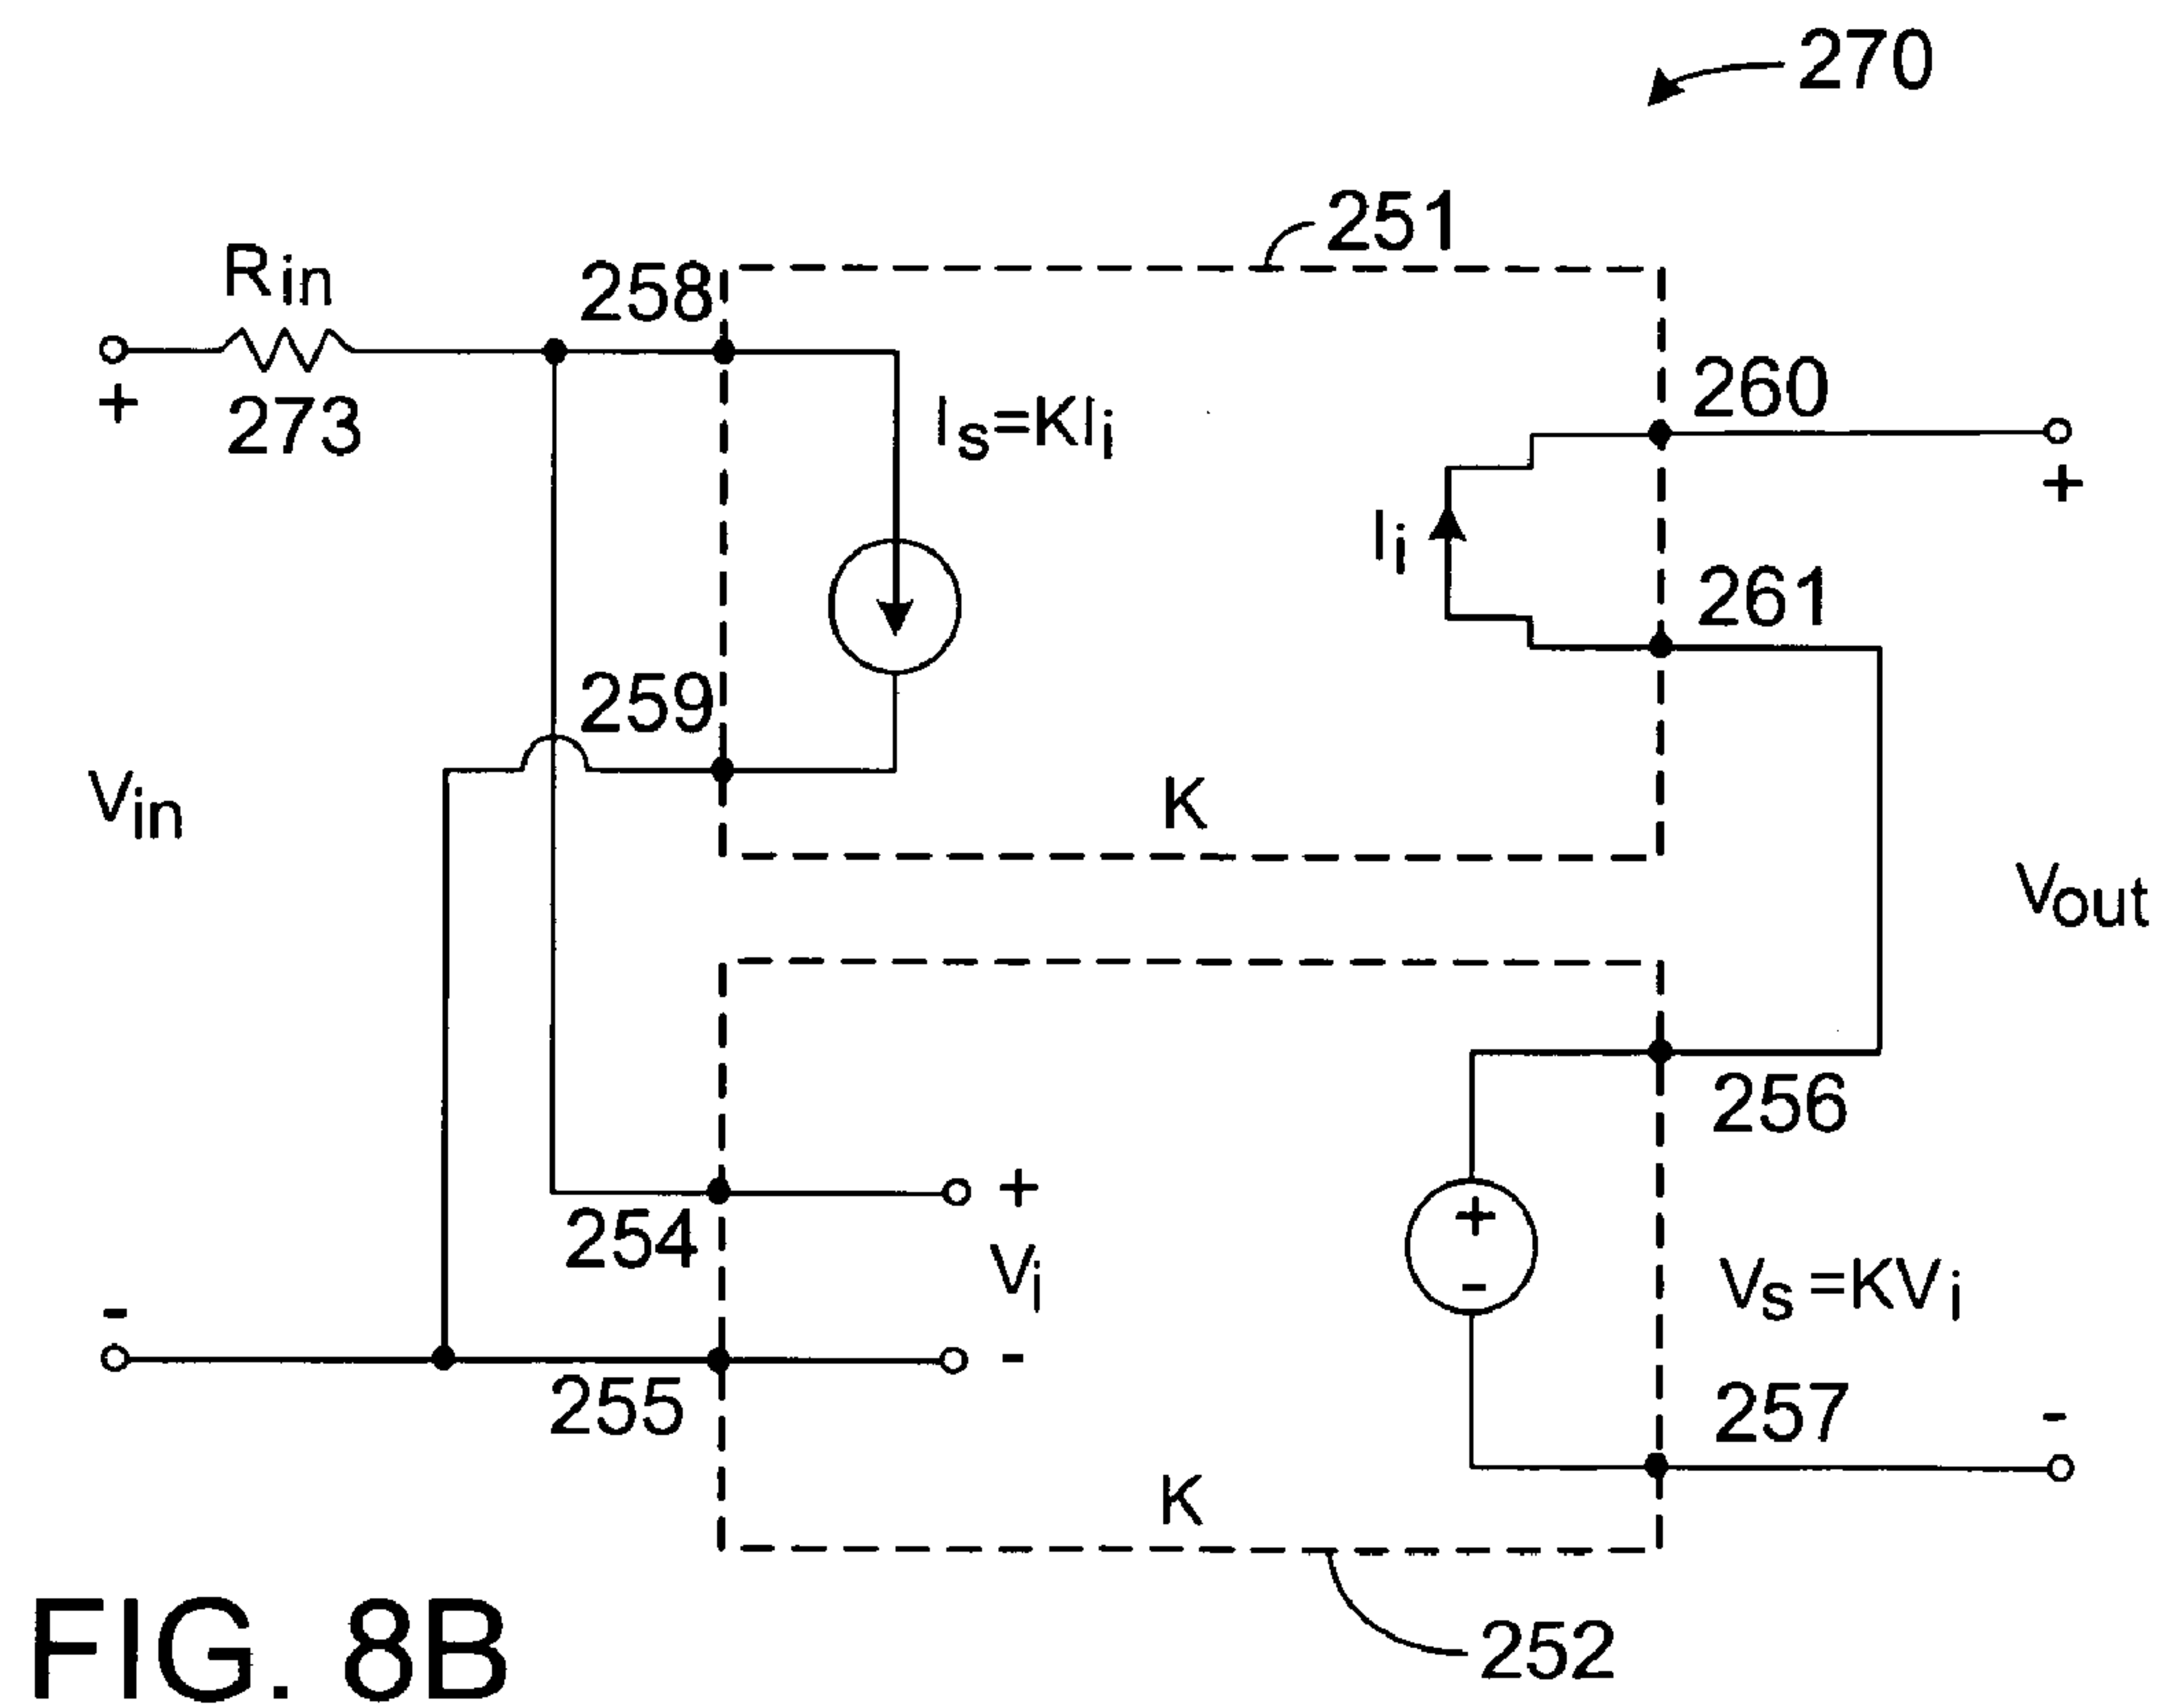 270
251
Rin
258
273
+
Is=KIi
260
+
Ii
261
259
Vin
K
Vout
256
254
+
Vi
-
+
-
Vs =KVi
-
255
-
257
-
K
252
FIG. 8B